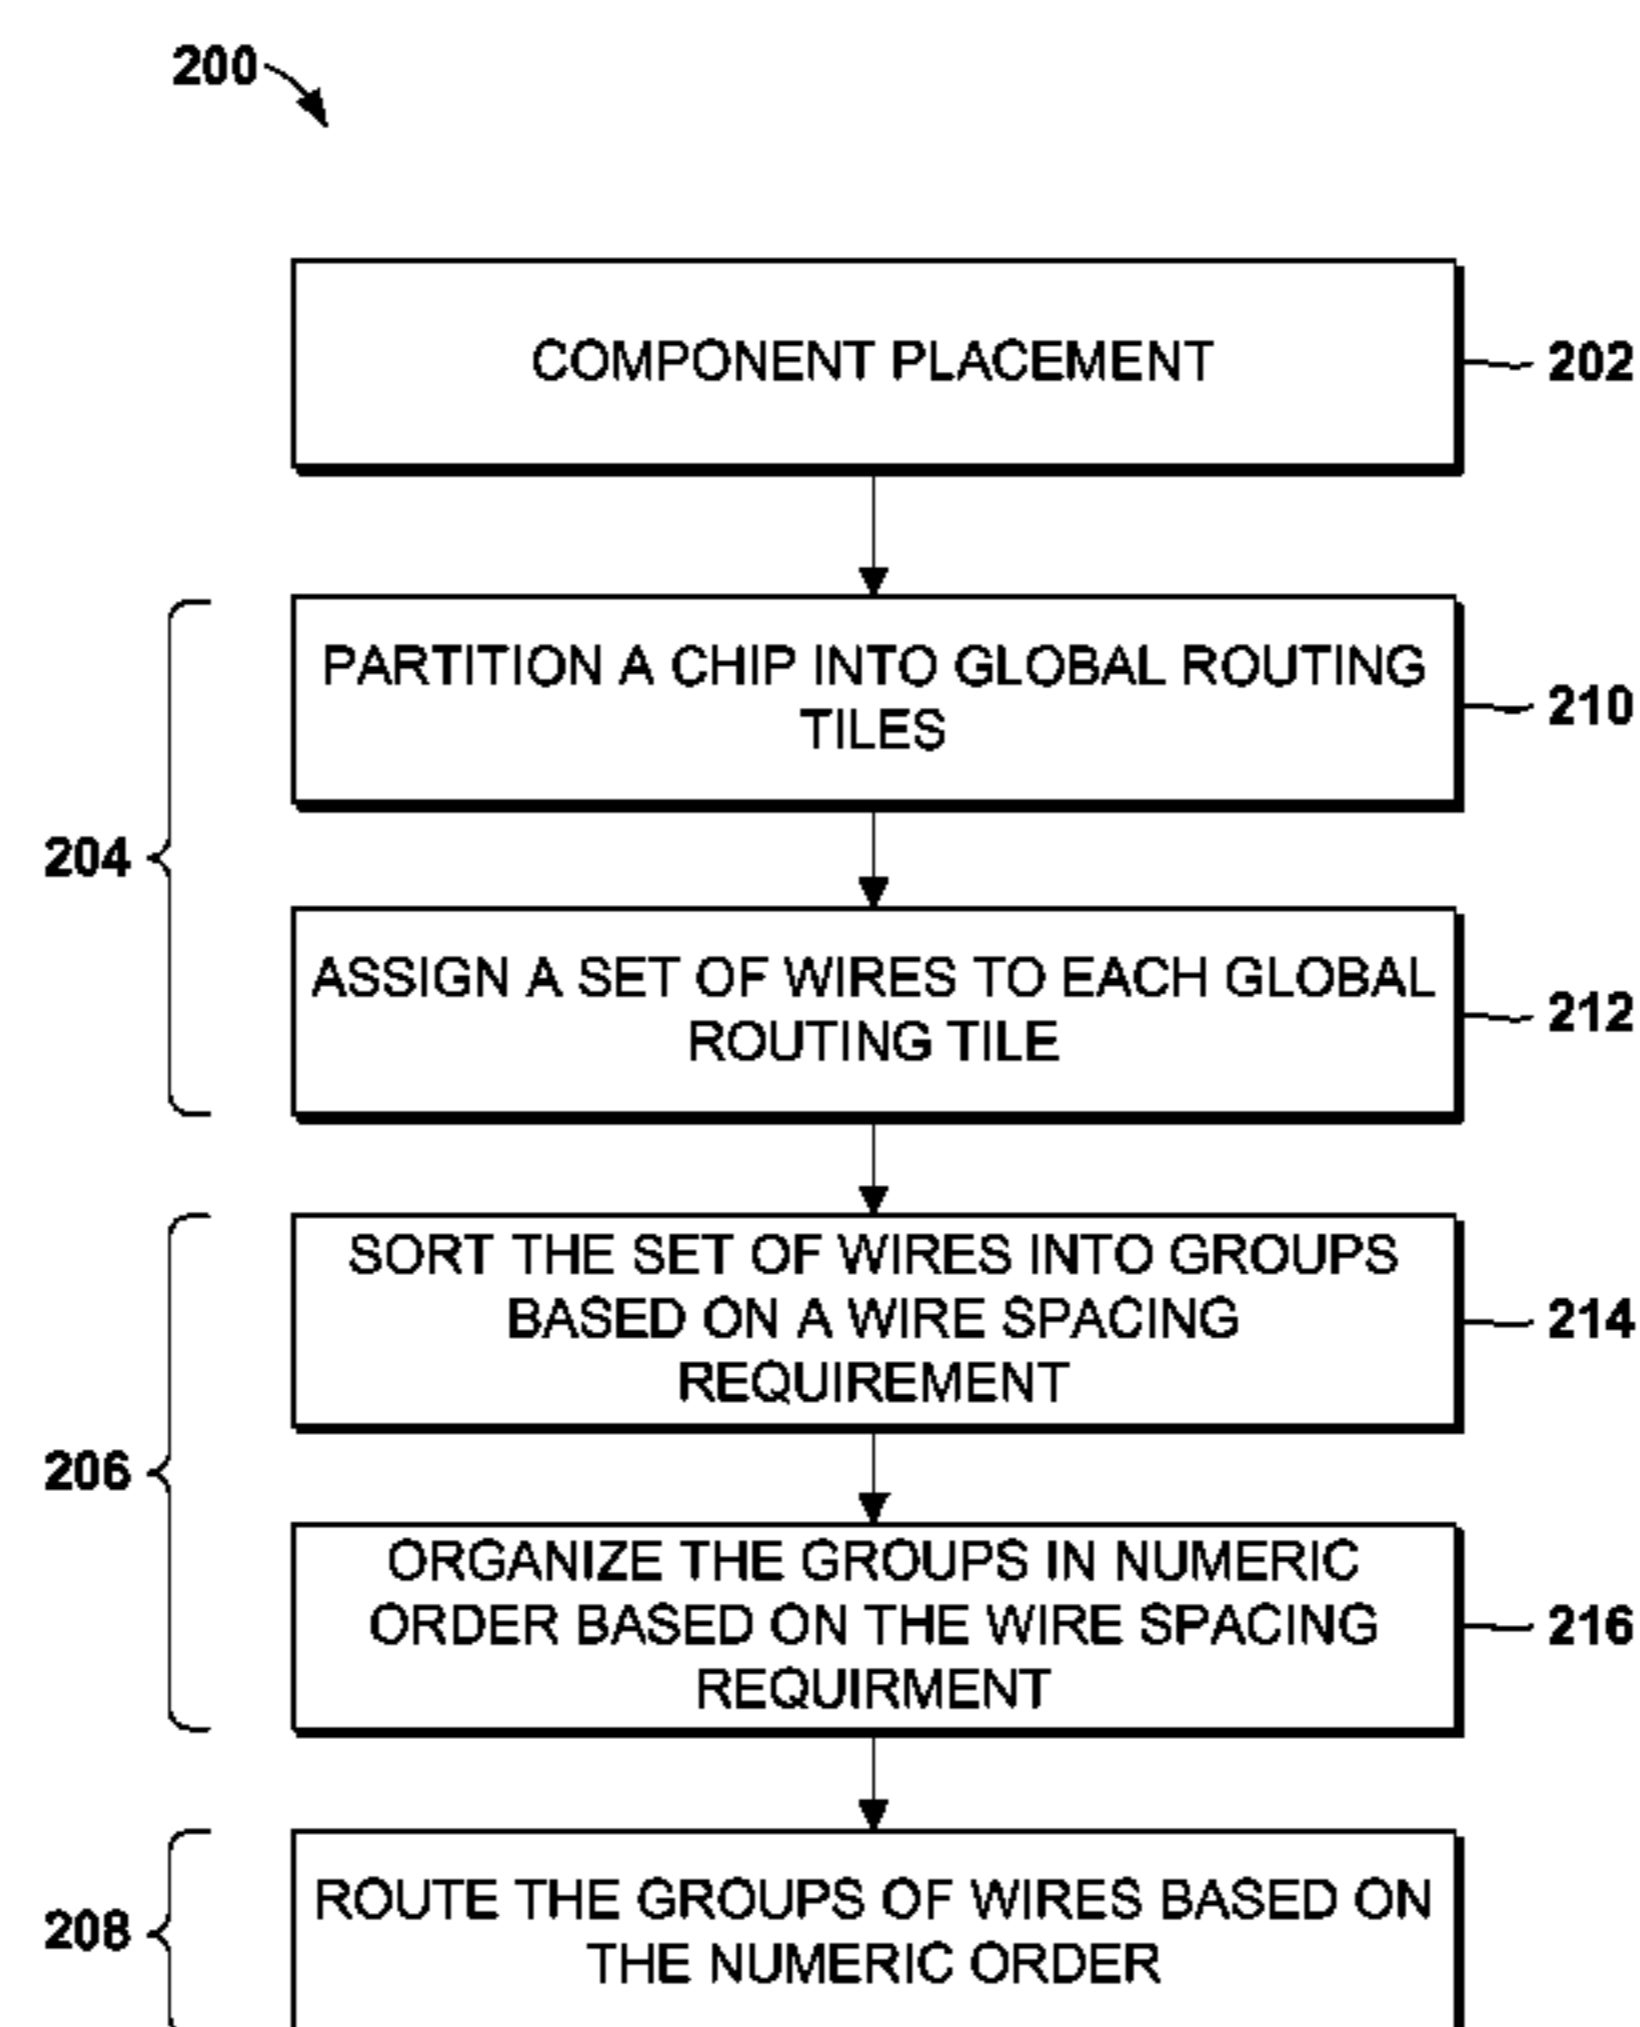 200
COMPONENT PLACEMENT
202
PARTITION A CHIP INTO GLOBAL ROUTING
TILES
210
204
ASSIGN A SET OF WIRES TO EACH GLOBAL
ROUTING TILE
212
SORT THE SET OF WIRES INTO GROUPS
BASED ON A WIRE SPACING
REQUIREMENT
214
206
ORGANIZE THE GROUPS IN NUMERIC
ORDER BASED ON THE WIRE SPACING
REQUIRMENT
216
208
ROUTE THE GROUPS OF WIRES BASED ON
THE NUMERIC ORDER